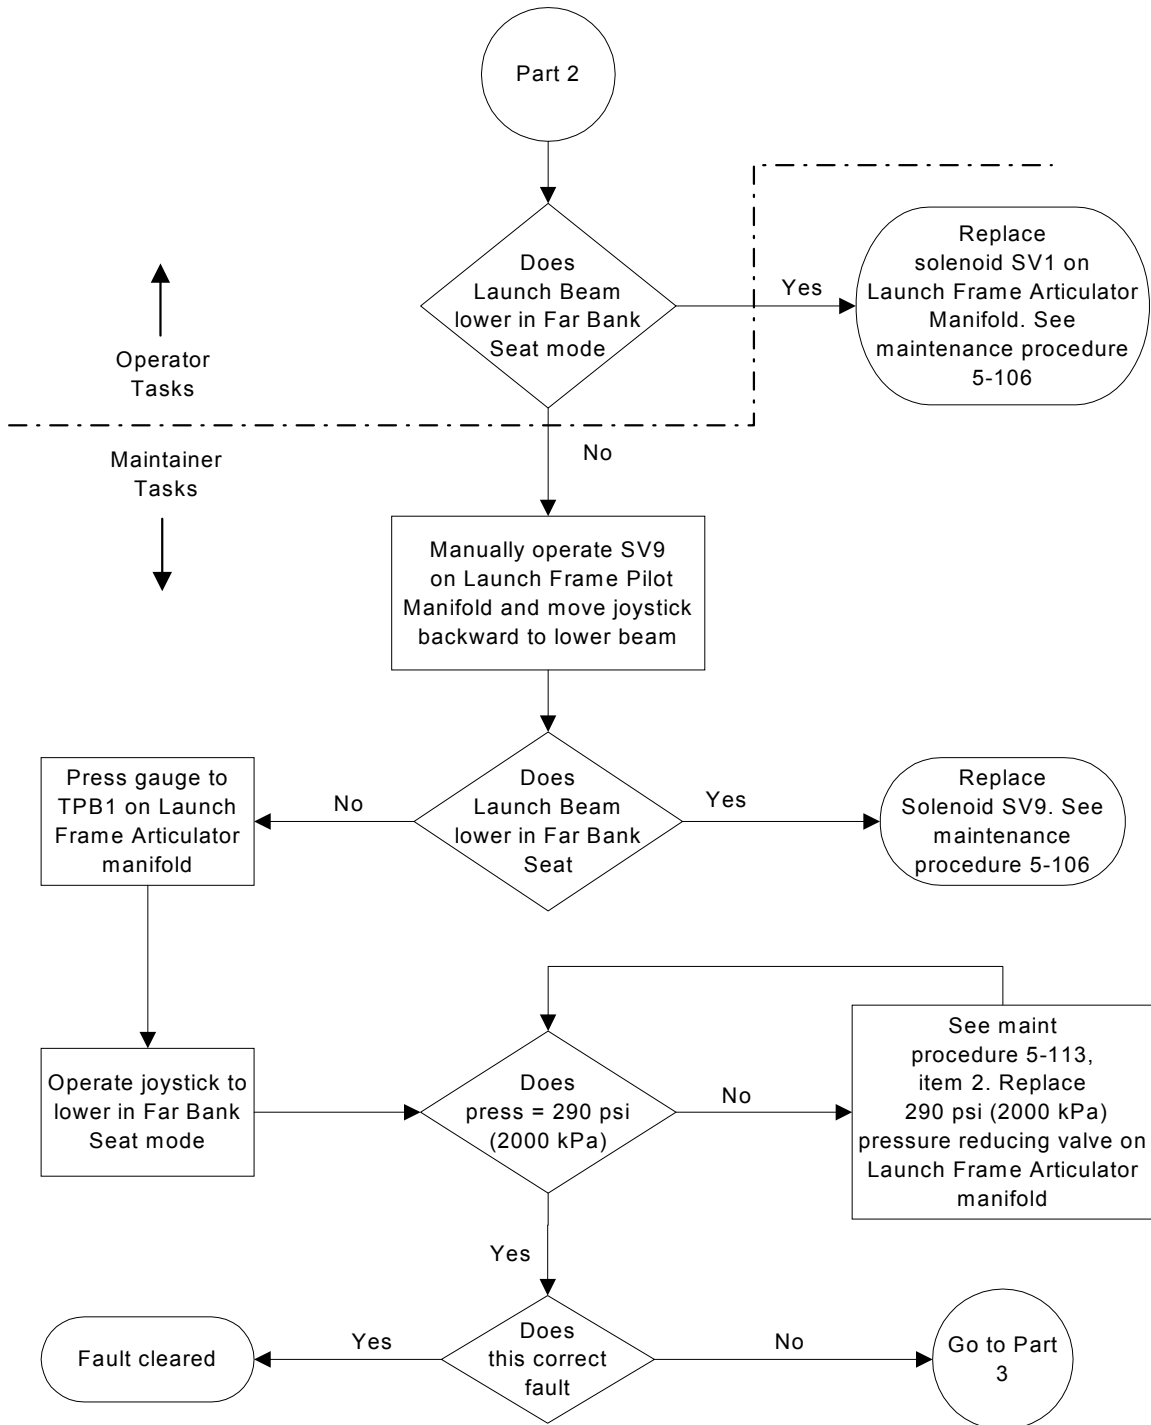 Part 2
Does
Launch Beam
lower in Far Bank
Seat mode
Yes
Replace
solenoid SV1 on
Launch Frame Articulator
Manifold. See
maintenance procedure
5-106
Operator
Tasks
Maintainer
Tasks
No
Manually operate SV9
on Launch Frame Pilot
Manifold and move joystick
backward to lower beam
Press gauge to
TPB1 on Launch
Frame Articulator
manifold
No
Does
Launch Beam
lower in Far Bank
Seat
Yes
Replace
Solenoid SV9. See
maintenance
procedure 5-106
Operate joystick to
lower in Far Bank
Seat mode
Does
press = 290 psi
(2000 kPa)
No
See maint
procedure 5-113,
item 2. Replace
290 psi (2000 kPa)
pressure reducing valve on
Launch Frame Articulator
manifold
Yes
Fault cleared
Yes
Does
this correct
fault
No
Go to Part
3